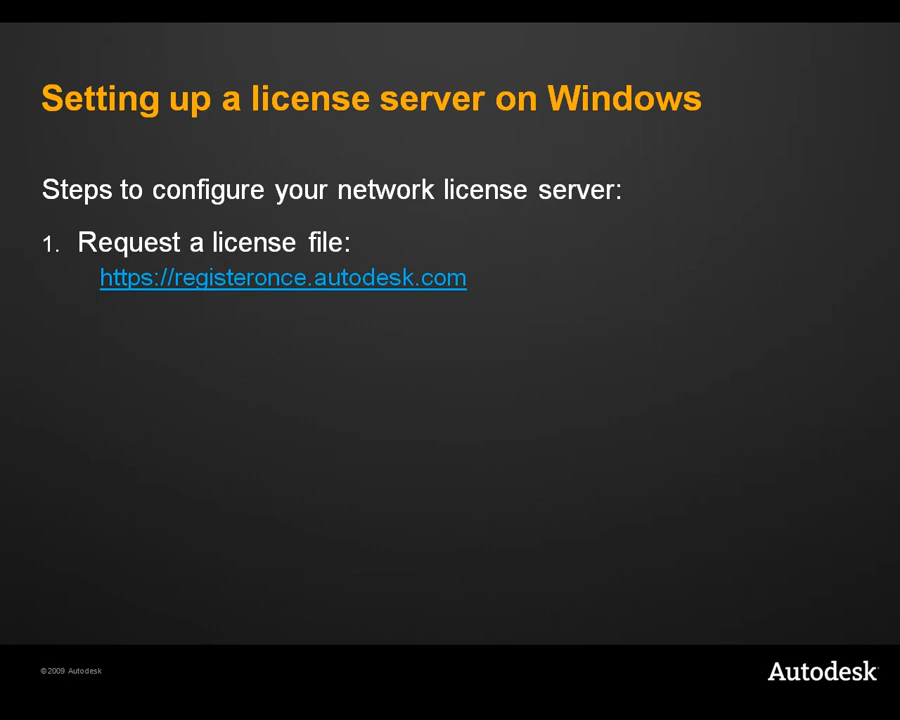 Setting up a license server on Windows
Steps to configure your network license server:
1. Request a license file:
https://registeronce.autodesk.com
©2009 Autodesk
Autodesk